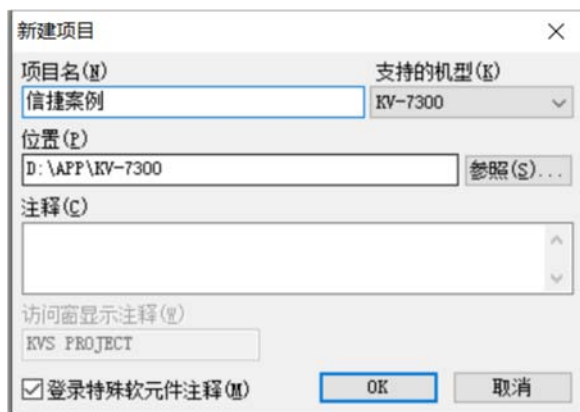 新建项目
项目名(N) 支持的机型(K)
信捷案例 KV-7300
位置(P)
D:\APP\KV-7300 参照(S)...
注释(C)
访问窗显示注释(W)
KVS PROJECT
登录特殊软元件注释(M) OK 取消